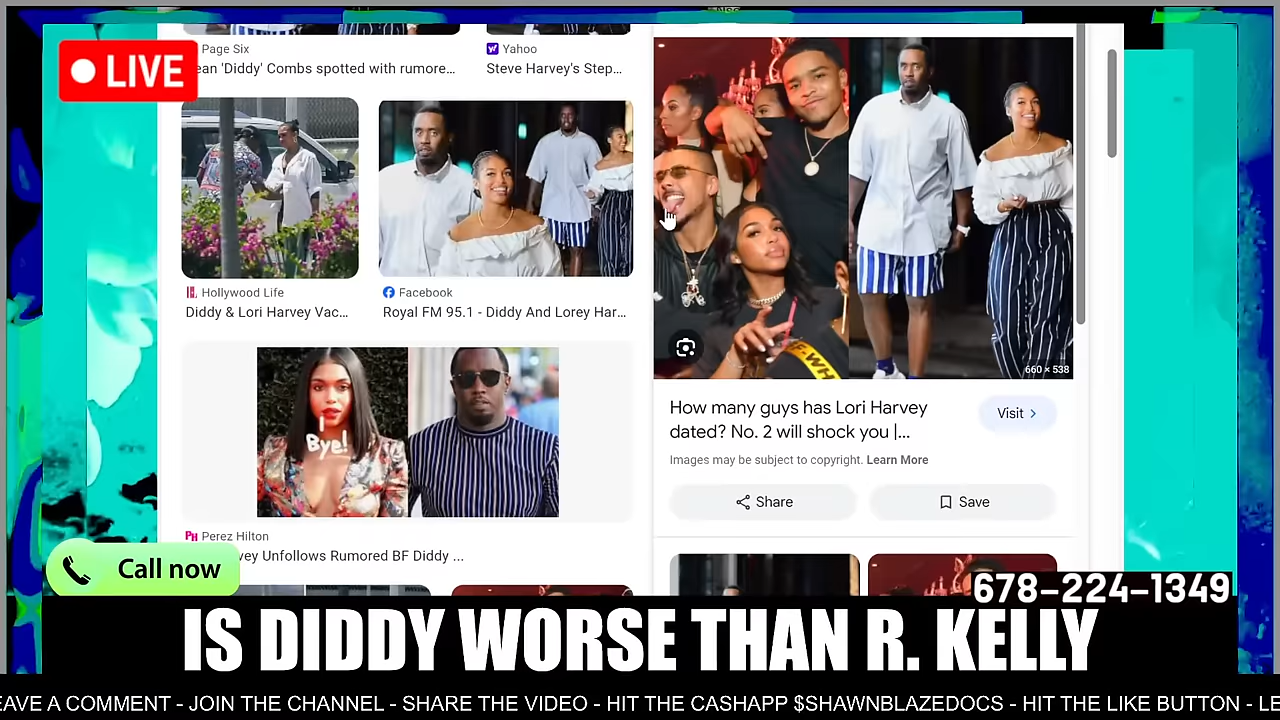 Page Six
ean 'Diddy' Combs spotted with rumore...
Yahoo
Steve Harvey's Step...
LIVE
Hollywood Life
Diddy & Lori Harvey Vac...
Facebook
Royal FM 95.1 - Diddy And Lorey Har...
Bye!
Perez Hilton
vey Unfollows Rumored BF Diddy ...
F-WH
660 × 538
How many guys has Lori Harvey
dated? No. 2 will shock you |...
Visit
Images may be subject to copyright. Learn More
Share
Save
Call now
678-224-1349
IS DIDDY WORSE THAN R. KELLY
EAVE A COMMENT - JOIN THE CHANNEL - SHARE THE VIDEO - HIT THE CASHAPP $SHAWNBLAZEDOCS - HIT THE LIKE BUTTON - LE